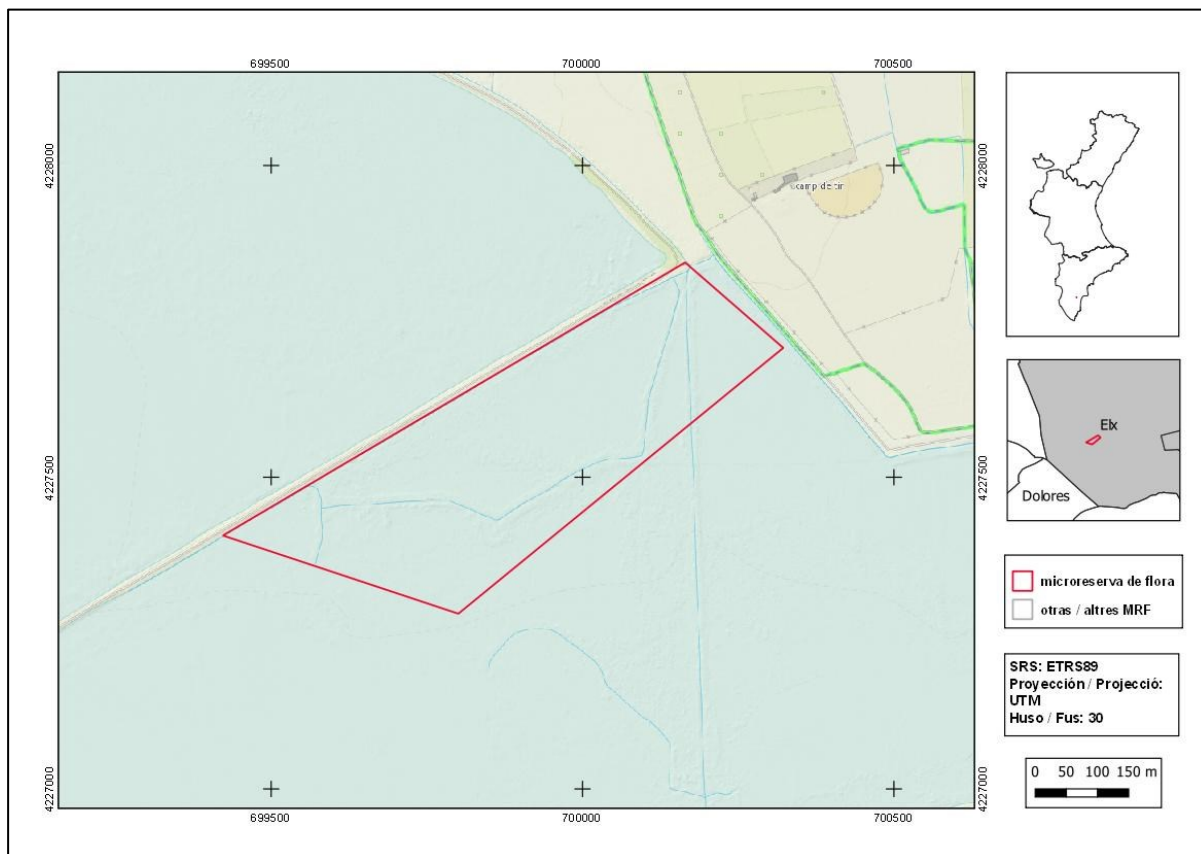 699500
700000
700500
4228000
4228000
camp de tir
4227500
4227500
4227000
4227000
699500
700000
700500
Elx
Dolores
microreserva de flora
otras / altres MRF
SRS: ETRS89
Proyección / Projecció:
UTM
Huso / Fus: 30
0 50 100 150 m